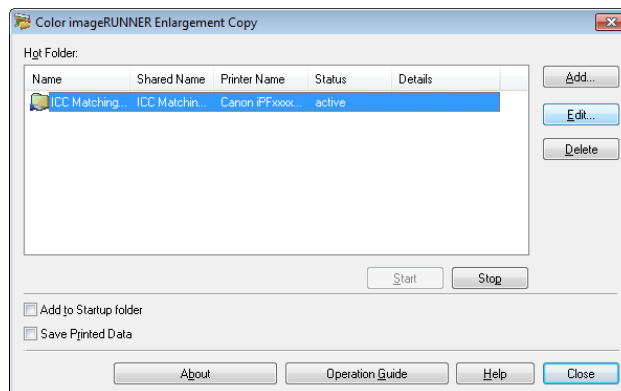 Color imageRUNNER Enlargement Copy
Hot Folder:
Name Shared Name Printer Name Status Details
ICC Matching... ICC Matchin... Canon iPFxxxx... active
Add...
Edit...
Delete
Start Stop
Add to Startup folder
Save Printed Data
About Operation Guide Help Close